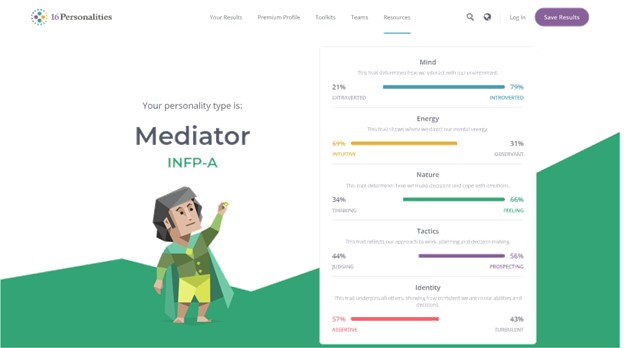 16Personalities
Your Results Premium Profile Toolkits Teams Resources Log In Save Results
Your personality type is:
Mediator
INFP-A
Mind
This trait determines how we interact with our environment.
21% 79%
EXTRAVERTED INTROVERTED
Energy
This trait shows where we direct our mental energy.
69% 31%
INTUITIVE OBSERVANT
Nature
This trait determines how we make decisions and cope with emotions.
34% 66%
THINKING FEELING
Tactics
This trait reflects our approach to work, planning and decision-making.
44% 56%
JUDGING PROSPECTING
Identity
This trait underpins all others, showing how confident we are in our abilities and
decisions.
57% 43%
ASSERTIVE TURBULENT